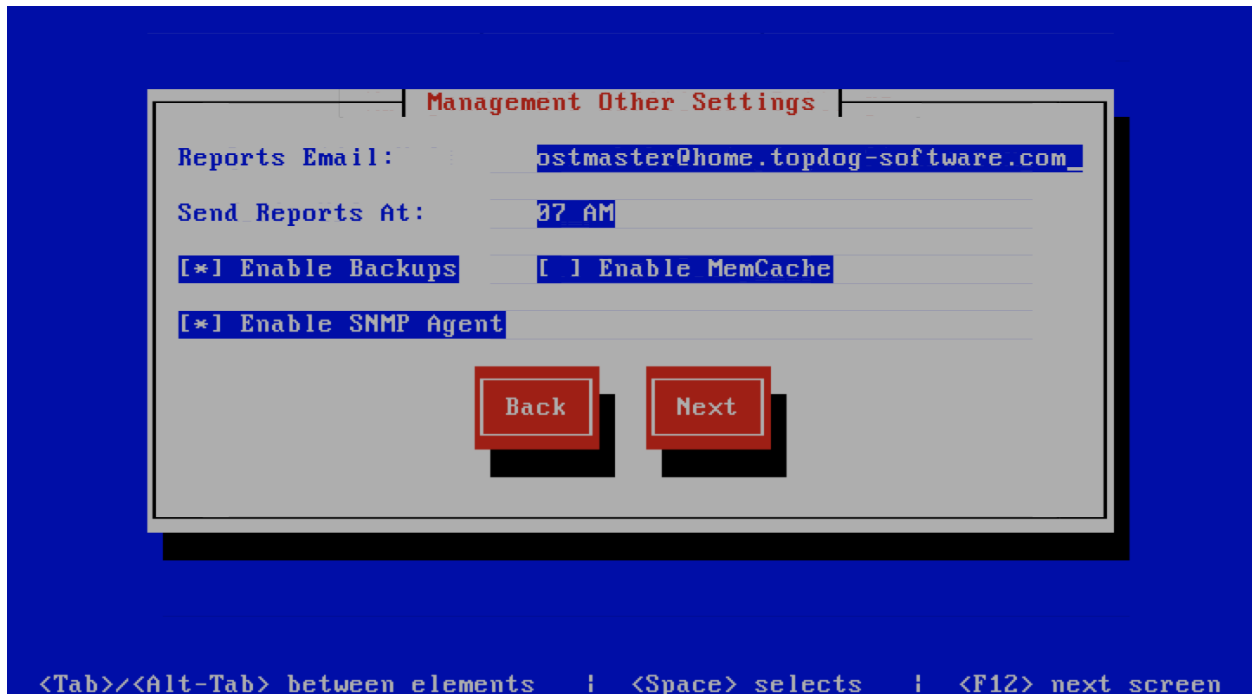 Management Other Settings
Reports Email: ostmaster@home.topdog-software.com_
Send Reports At: 07 AM
[*] Enable Backups [ ] Enable MemCache
[*] Enable SNMP Agent
Back Next
<Tab>/<Alt-Tab> between elements | <Space> selects | <F12> next screen